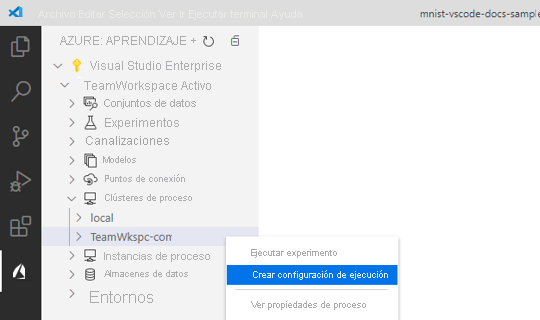 Archivo Editar Selección Ver Ir Ejecutar terminal Ayuda
mnist-vscode-docs-sample
AZURE: APRENDIZAJE +
Visual Studio Enterprise
TeamWorkspace Activo
Conjuntos de datos
Experimentos
Canalizaciones
Modelos
Puntos de conexión
Clústeres de proceso
local
TeamWkspc-com
Instancias de proceso
Almacenes de datos
Entornos
Ejecutar experimento
Crear configuración de ejecución
Ver propiedades de proceso